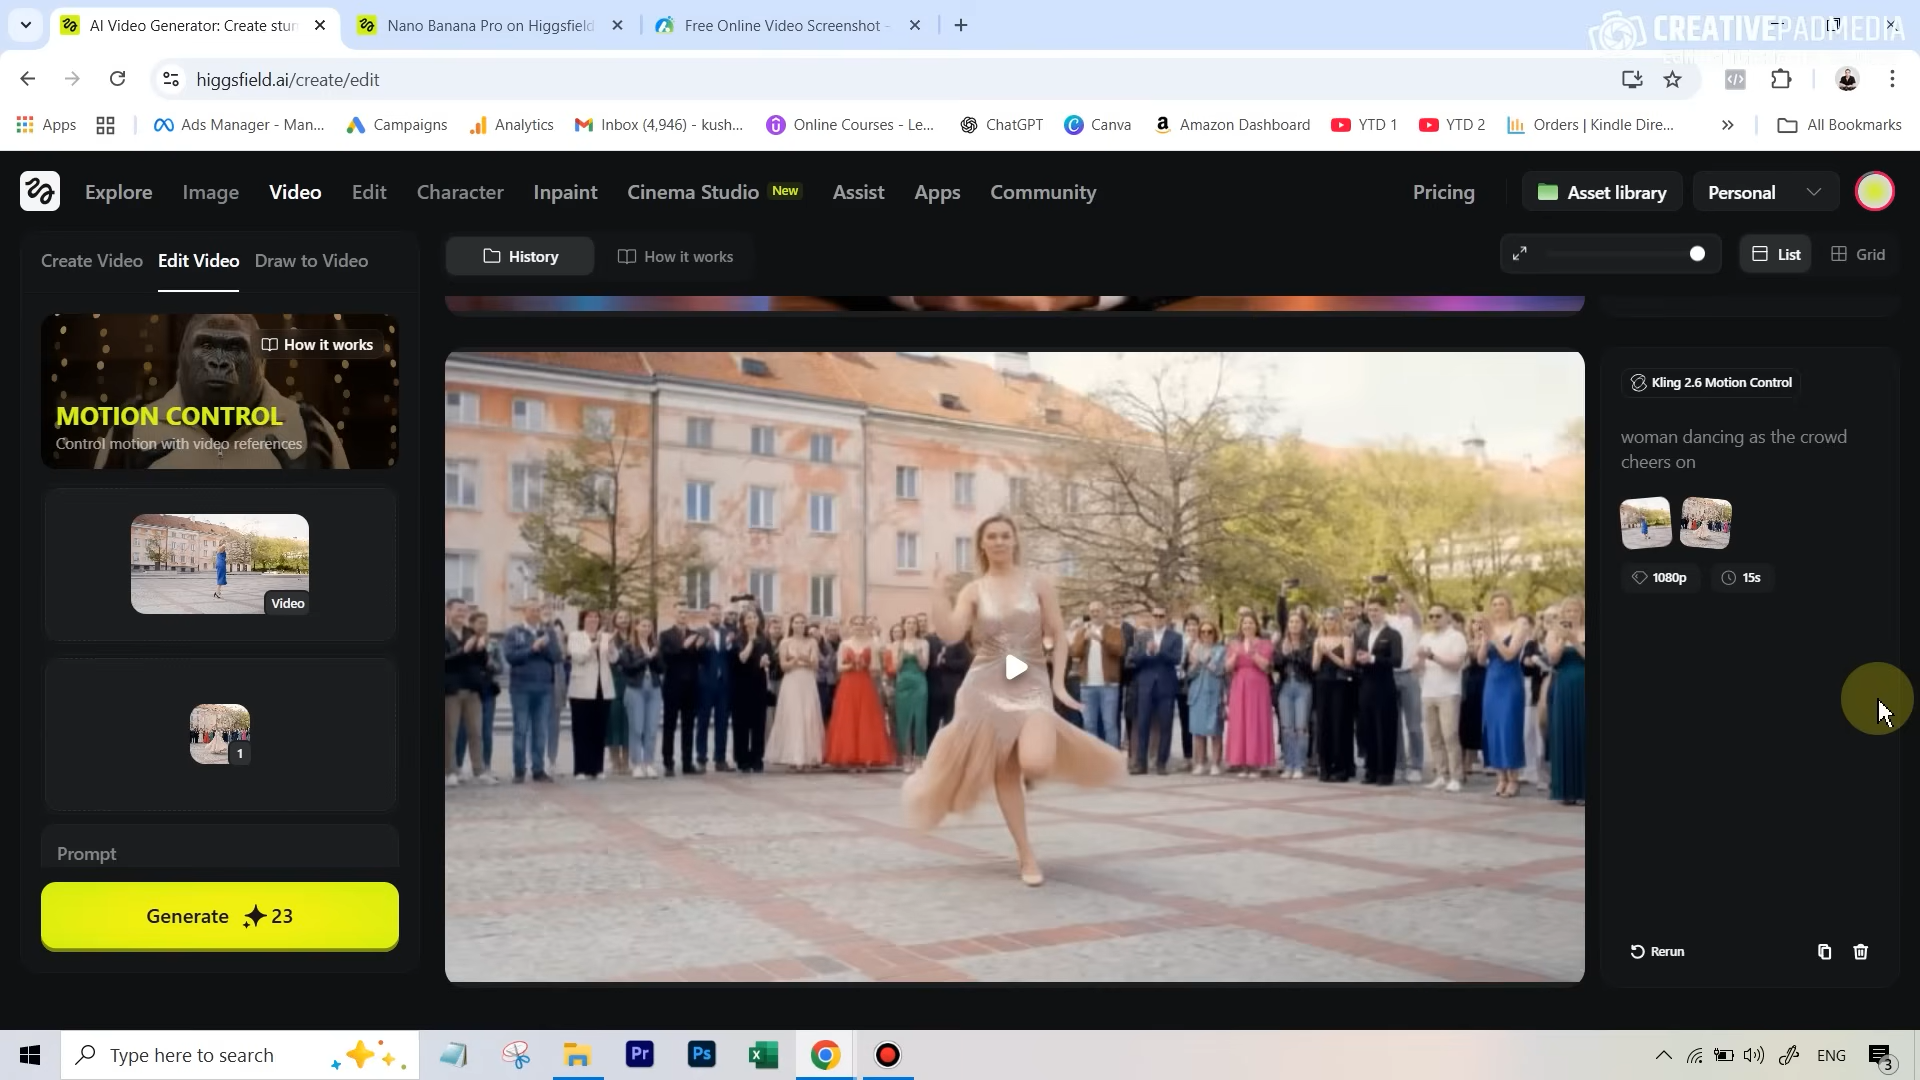 AI Video Generator: Create stun
Nano Banana Pro on Higgsfield
Free Online Video Screenshot -
CREATIVEPADMEDIA
higgsfield.ai/create/edit
Apps
Ads Manager - Man...
Campaigns
Analytics
Inbox (4,946) - kush...
Online Courses - Le...
ChatGPT
Canva
Amazon Dashboard
YTD 1
YTD 2
Orders | Kindle Dire...
All Bookmarks
Explore
Image
Video
Edit
Character
Inpaint
Cinema Studio New
Assist
Apps
Community
Pricing
Asset library
Personal
Create Video
Edit Video
Draw to Video
History
How it works
List
Grid
How it works
MOTION CONTROL
Control motion with video references
Video
1
Prompt
Generate 23
Kling 2.6 Motion Control
woman dancing as the crowd
cheers on
1080p
15s
Rerun
Type here to search
Pr
Ps
ENG
3